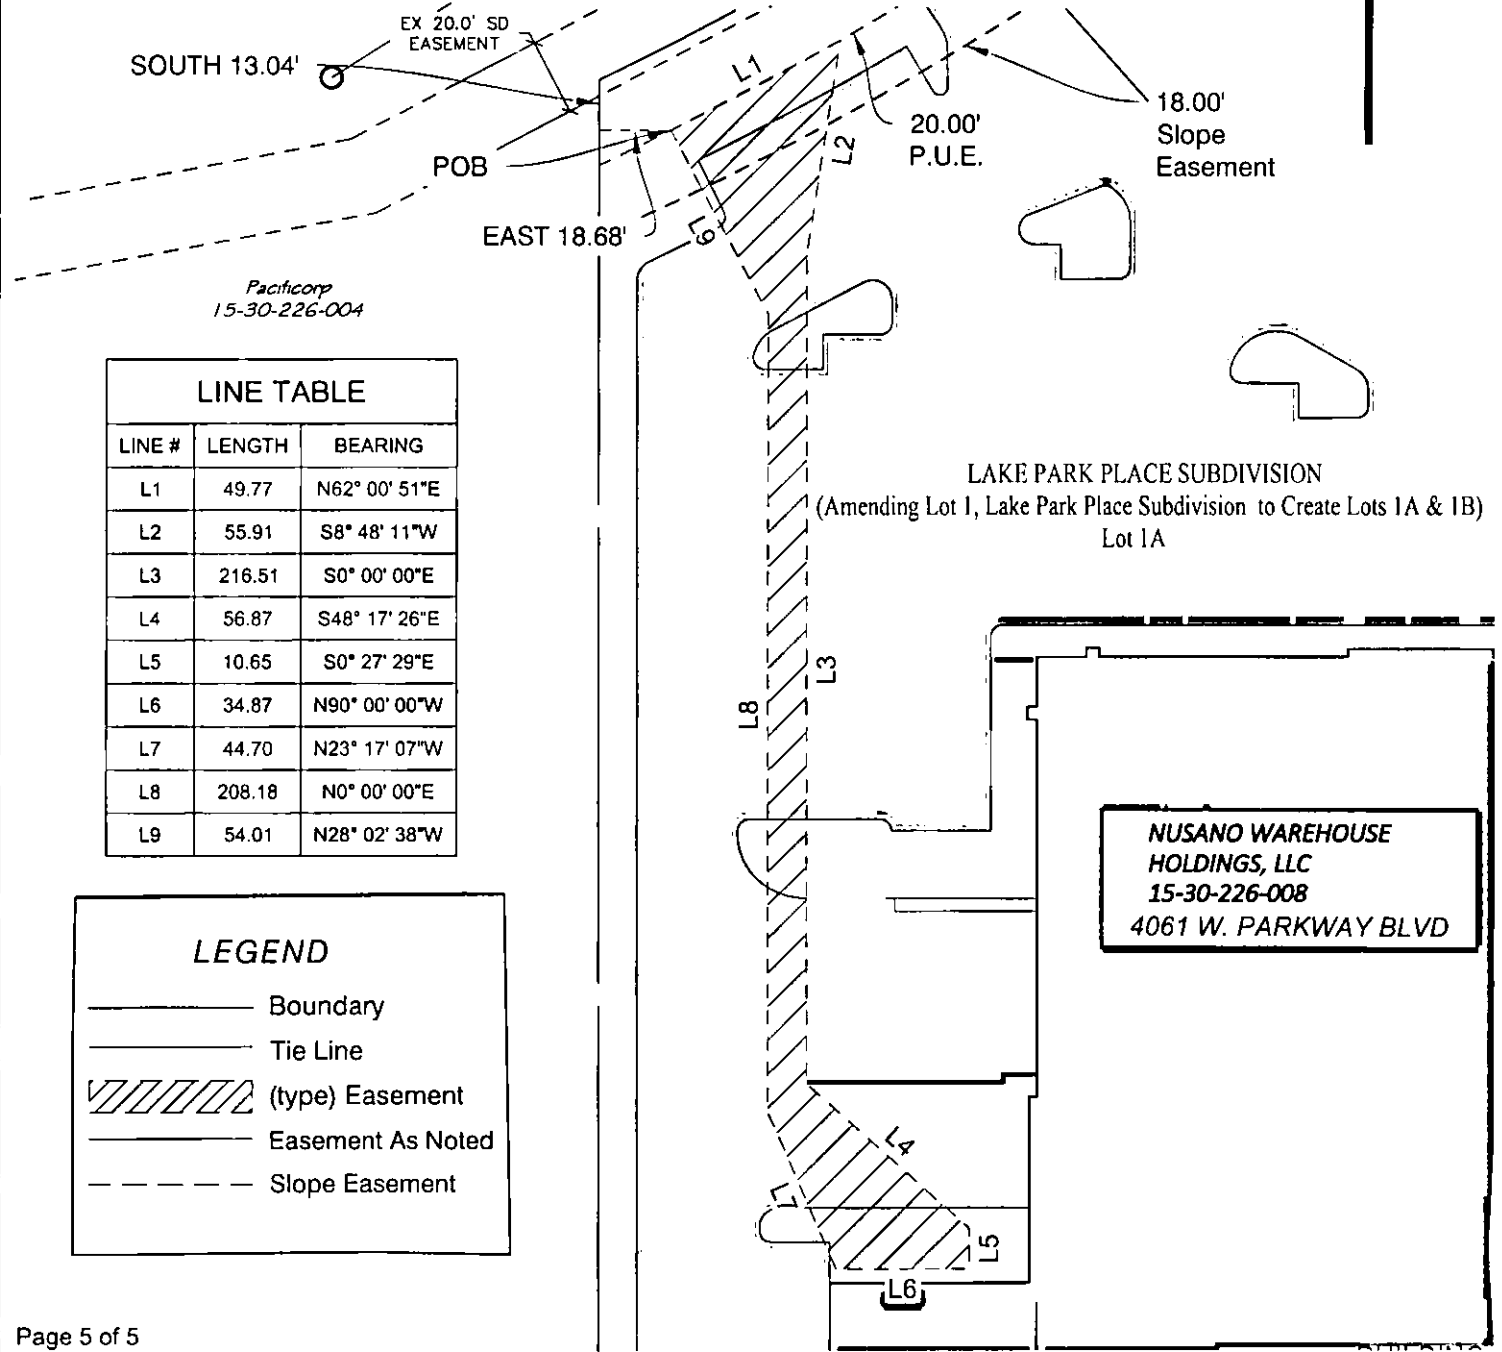 EX 20.0' SD
EASEMENT
SOUTH 13.04'
L1
18.00'
Slope
Easement
20.00'
P.U.E.
L2
POB
EAST 18.68'
L9
Pacificorp
15-30-226-004
LINE TABLE
LINE # LENGTH BEARING
L1 49.77 N62° 00' 51"E
L2 55.91 S8° 48' 11"W
L3 216.51 S0° 00' 00"E
L4 56.87 S48° 17' 26"E
L5 10.65 S0° 27' 29"E
L6 34.87 N90° 00' 00"W
L7 44.70 N23° 17' 07"W
L8 208.18 N0° 00' 00"E
L9 54.01 N28° 02' 38"W
LAKE PARK PLACE SUBDIVISION
(Amending Lot 1, Lake Park Place Subdivision to Create Lots 1A & 1B)
Lot 1A
L3
L8
NUSANO WAREHOUSE
HOLDINGS, LLC
15-30-226-008
4061 W. PARKWAY BLVD
LEGEND
Boundary
Tie Line
(type) Easement
Easement As Noted
Slope Easement
L4
L7
L5
L6
Page 5 of 5